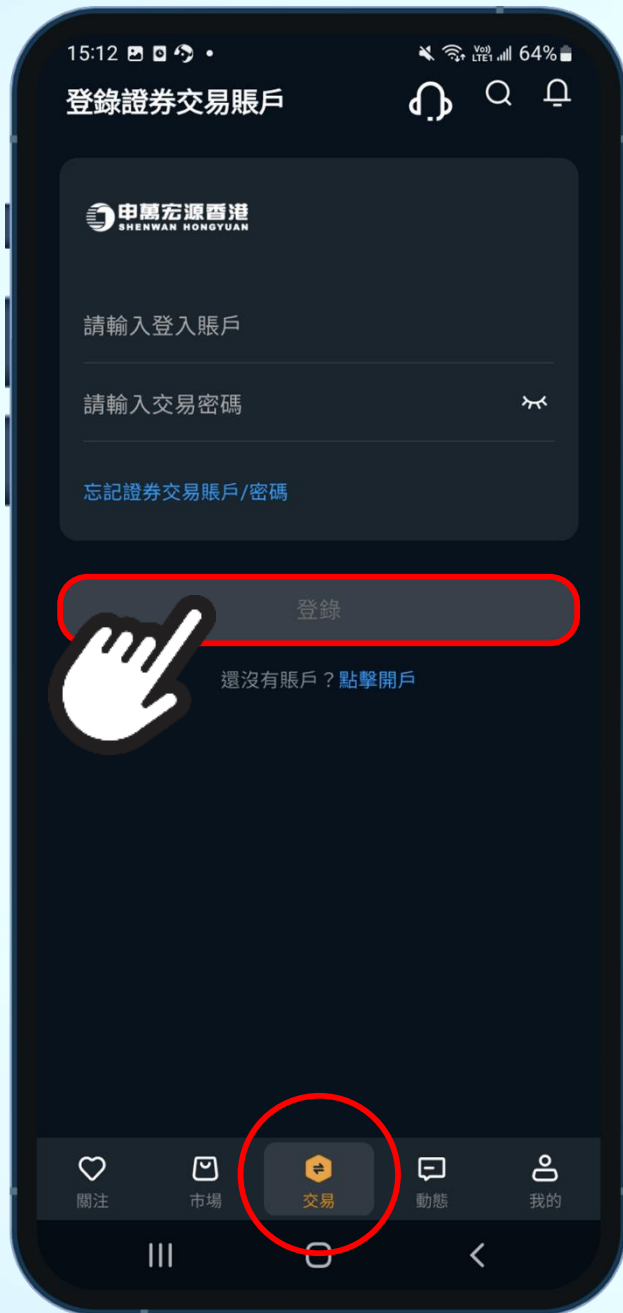 15:12
Vo)) LTE1 64%
登錄證券交易賬戶
申萬宏源香港
SHENWAN HONGYUAN
請輸入登入賬戶
請輸入交易密碼
忘記證券交易賬戶/密碼
登錄
還沒有賬戶？點擊開戶
關注 市場 交易 動態 我的